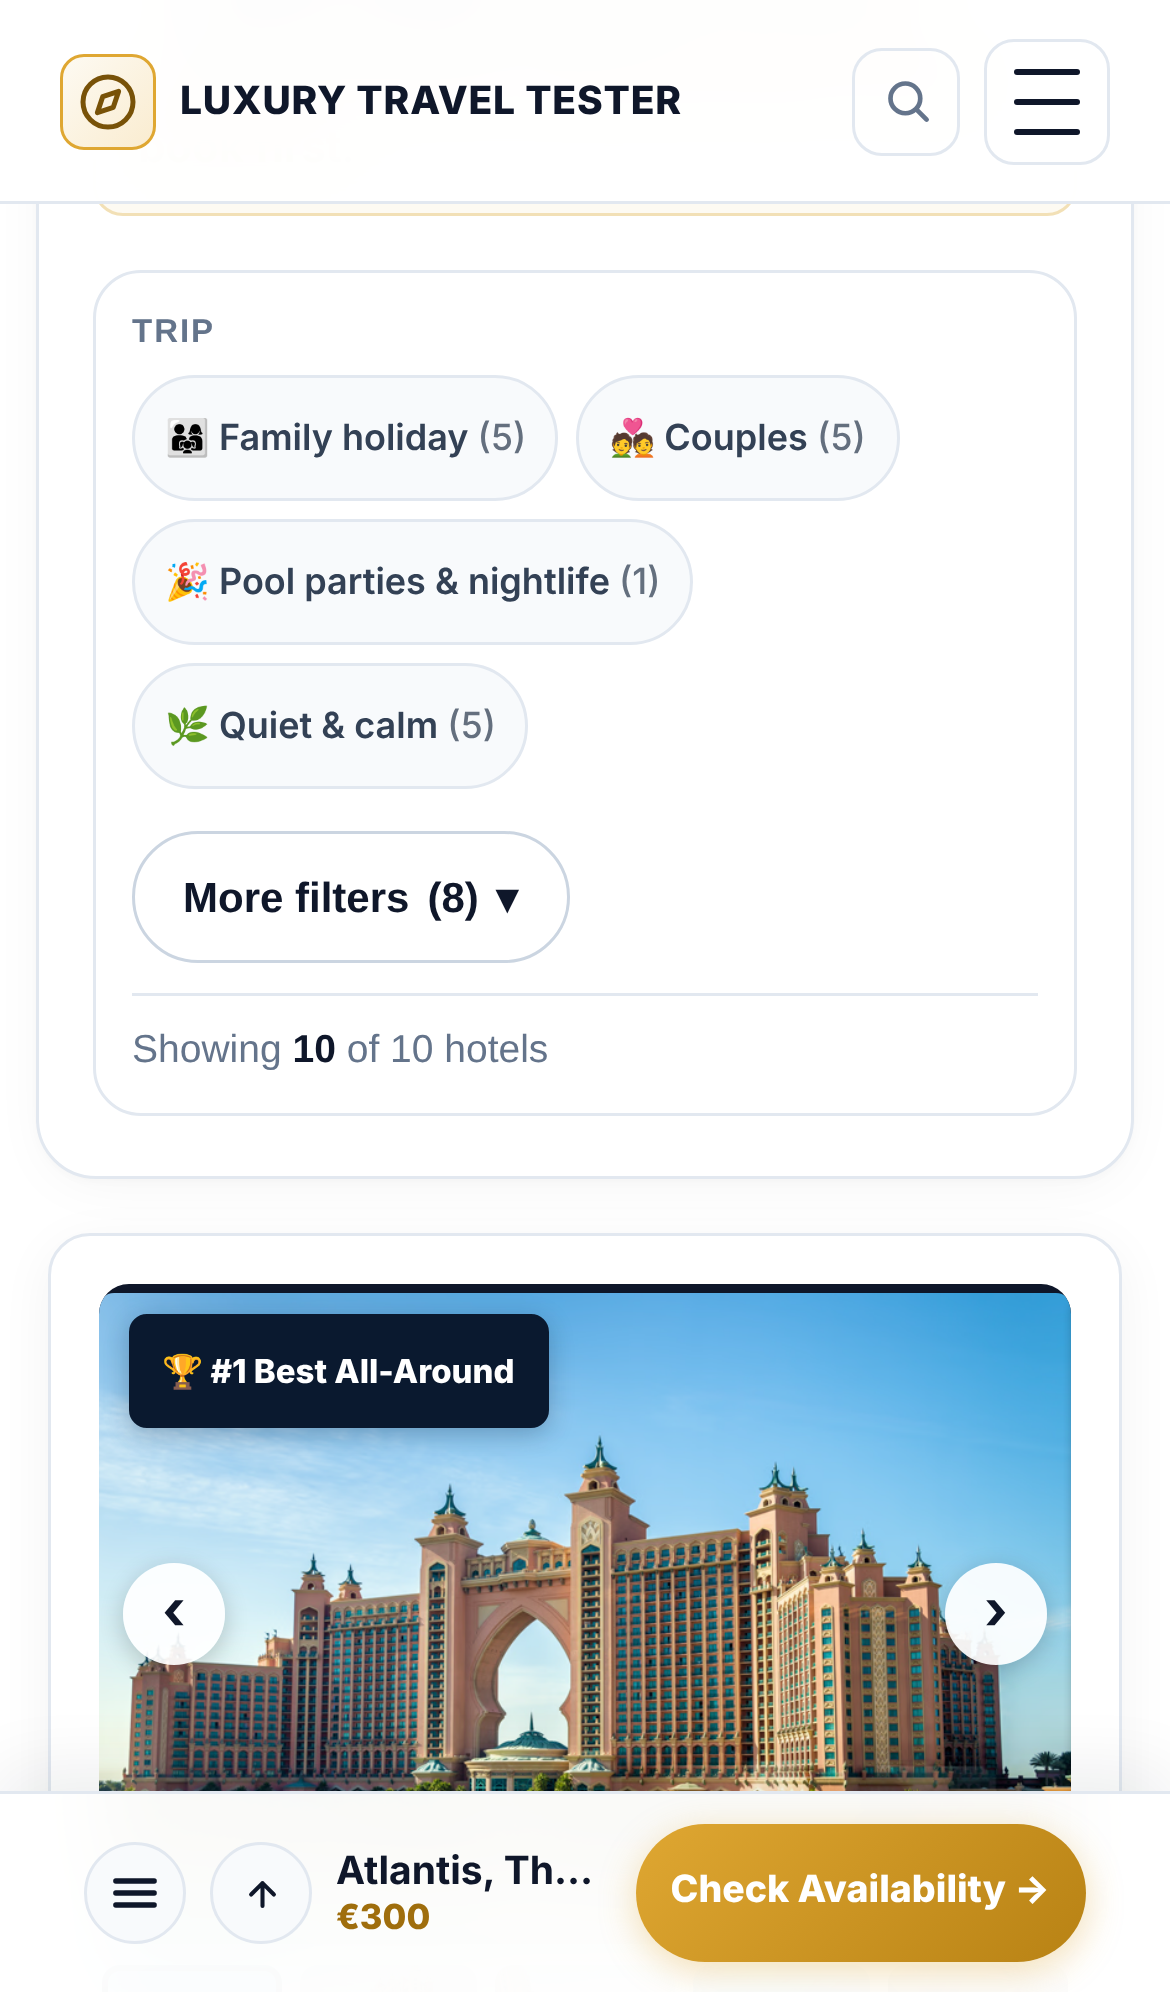 LUXURY TRAVEL TESTER
TRIP
👨‍👩‍👧 Family holiday (5)
💑 Couples (5)
🎉 Pool parties & nightlife (1)
🌿 Quiet & calm (5)
More filters (8) ▼
Showing 10 of 10 hotels
🏆 #1 Best All-Around
‹ ›
Atlantis, Th...
€300
Check Availability →